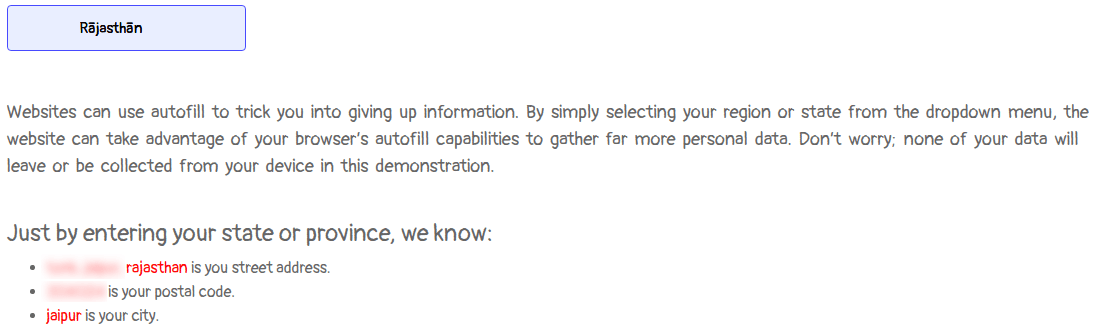 Rājasthān
Websites can use autofill to trick you into giving up information. By simply selecting your region or state from the dropdown menu, the
website can take advantage of your browser's autofill capabilities to gather far more personal data. Don't worry; none of your data will
leave or be collected from your device in this demonstration.
Just by entering your state or province, we know:
rajasthan is you street address.
is your postal code.
jaipur is your city.